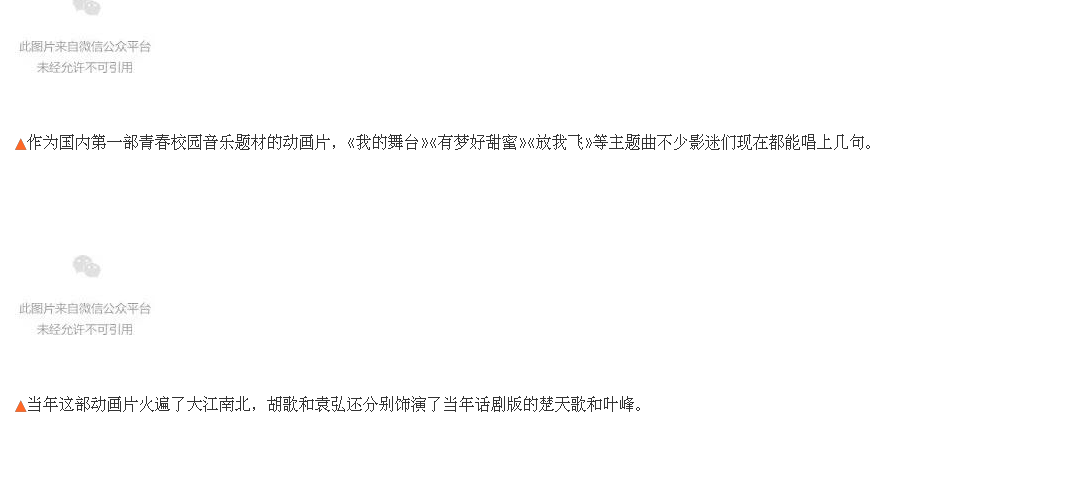 此图片来自微信公众平台
未经允许不可引用
▲作为国内第一部青春校园音乐题材的动画片，《我的舞台》《有梦好甜蜜》《放我飞》等主题曲不少影迷们现在都能唱上几句。
此图片来自微信公众平台
未经允许不可引用
▲当年这部动画片火遍了大江南北，胡歌和袁弘还分别饰演了当年话剧版的楚天歌和叶峰。